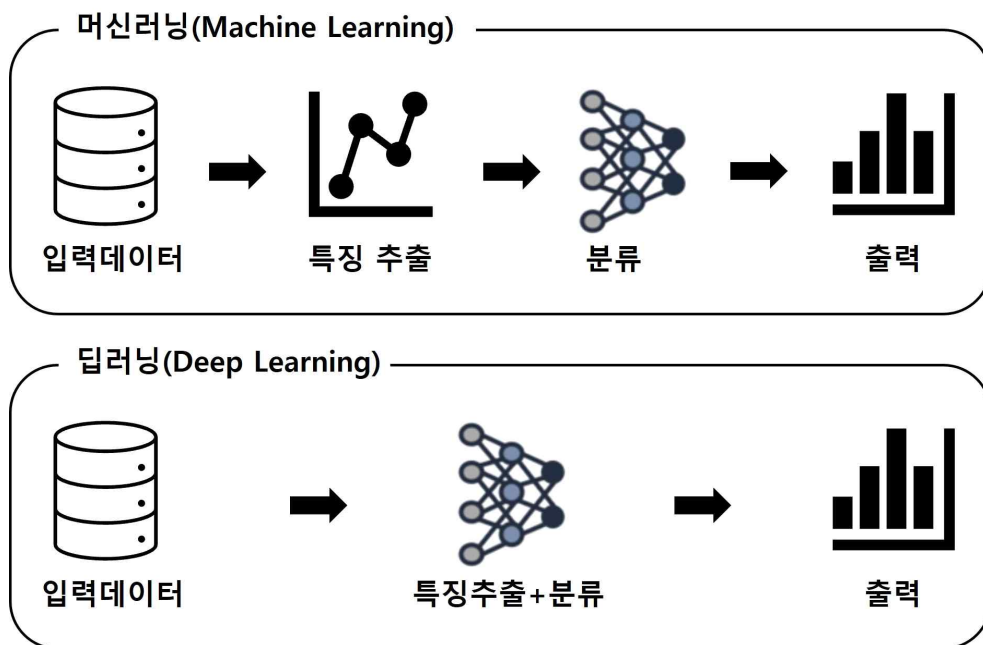 머신러닝(Machine Learning)
입력데이터
특징 추출
분류
출력
딥러닝(Deep Learning)
입력데이터
특징추출+분류
출력